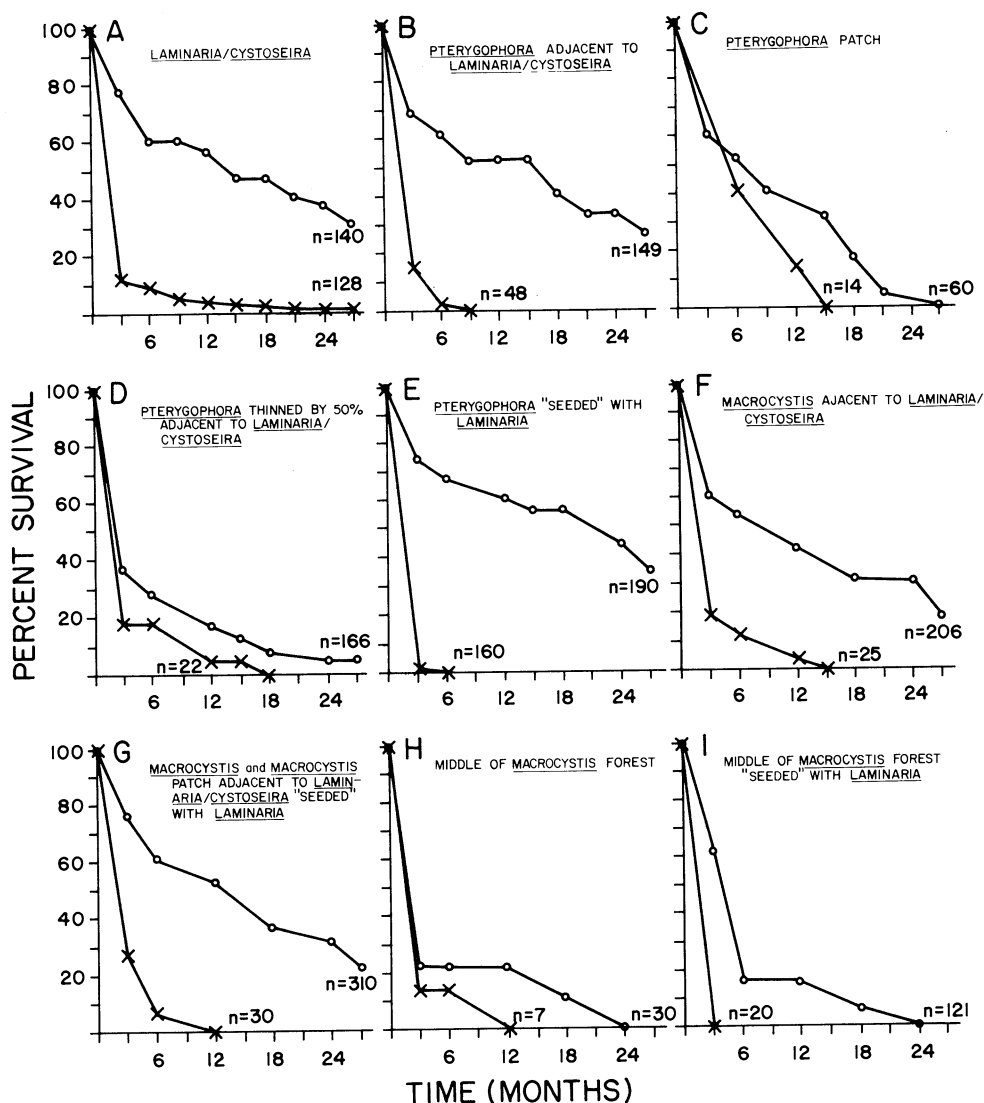 PERCENT SURVIVAL
A
LAMINARIA/CYSTOSEIRA
100
80
60
40
20
n=140
n=128
6 12 18 24
B
PTERYGOPHORA ADJACENT TO
LAMINARIA/CYSTOSEIRA
n=149
n=48
6 12 18 24
C
PTERYGOPHORA PATCH
n=14
n=60
6 12 18 24
D
PTERYGOPHORA THINNED BY 50%
ADJACENT TO LAMINARIA/
CYSTOSEIRA
100
80
60
40
20
n=166
n=22
6 12 18 24
E
PTERYGOPHORA "SEEDED" WITH
LAMINARIA
n=190
n=160
6 12 18 24
F
MACROCYSTIS AJACENT TO LAMINARIA/
CYSTOSEIRA
n=206
n=25
6 12 18 24
G
MACROCYSTIS and MACROCYSTIS
PATCH ADJACENT TO LAMIN-
ARIA/CYSTOSEIRA "SEEDED"
WITH LAMINARIA
100
80
60
40
20
n=310
n=30
6 12 18 24
H
MIDDLE OF MACROCYSTIS FOREST
n=7
n=30
6 12 18 24
I
MIDDLE OF MACROCYSTIS FOREST
"SEEDED" WITH LAMINARIA
n=20
n=121
6 12 18 24
TIME (MONTHS)